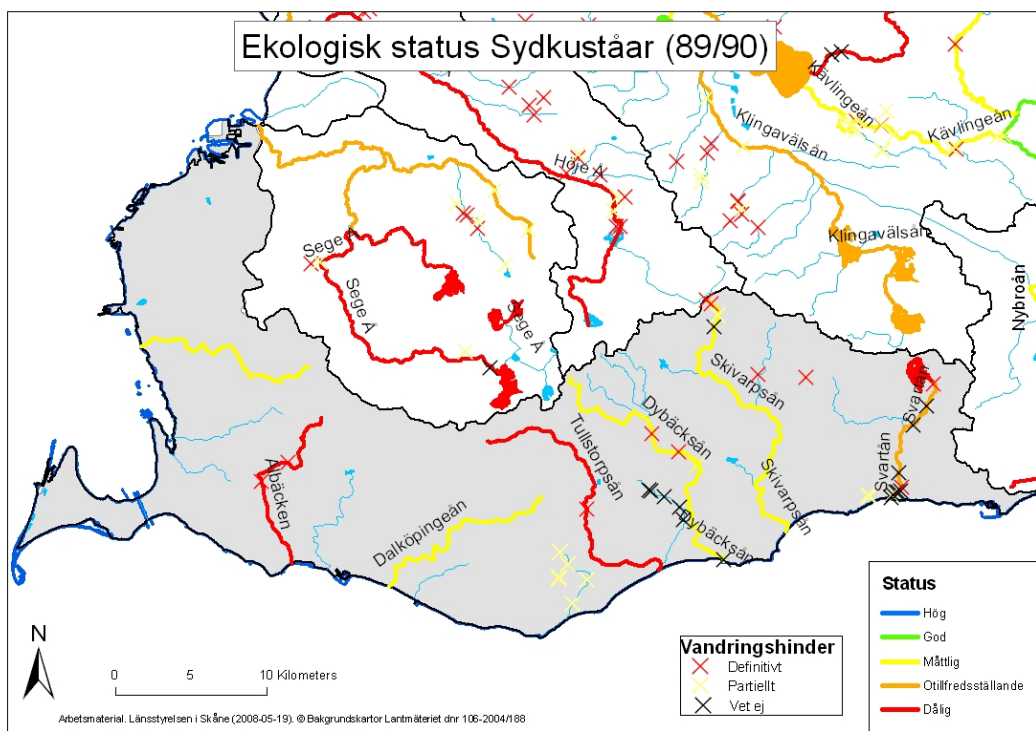 Ekologisk status Sydkuståar (89/90)
Kävlingeån
Klingavälsån
Kävlingeån
Höje Å
Klingavälsån
Sege Å
Nybroån
Sege Å
Sege Å
Skivarpsån
Svartån
Dybäcksån
Tullstorpsån
Skivarpsån
Svartån
Albäcken
Dalköpingeån
Dybäcksån
Status
Hög
God
Måttlig
Otillfredsställande
Dålig
N
0 5 10 Kilometers
Vandringshinder
Definitivt
Partiellt
Vet ej
Arbetsmaterial. Länsstyrelsen i Skåne (2008-05-19). © Bakgrundskartor Lantmäteriet dnr 106-2004/188